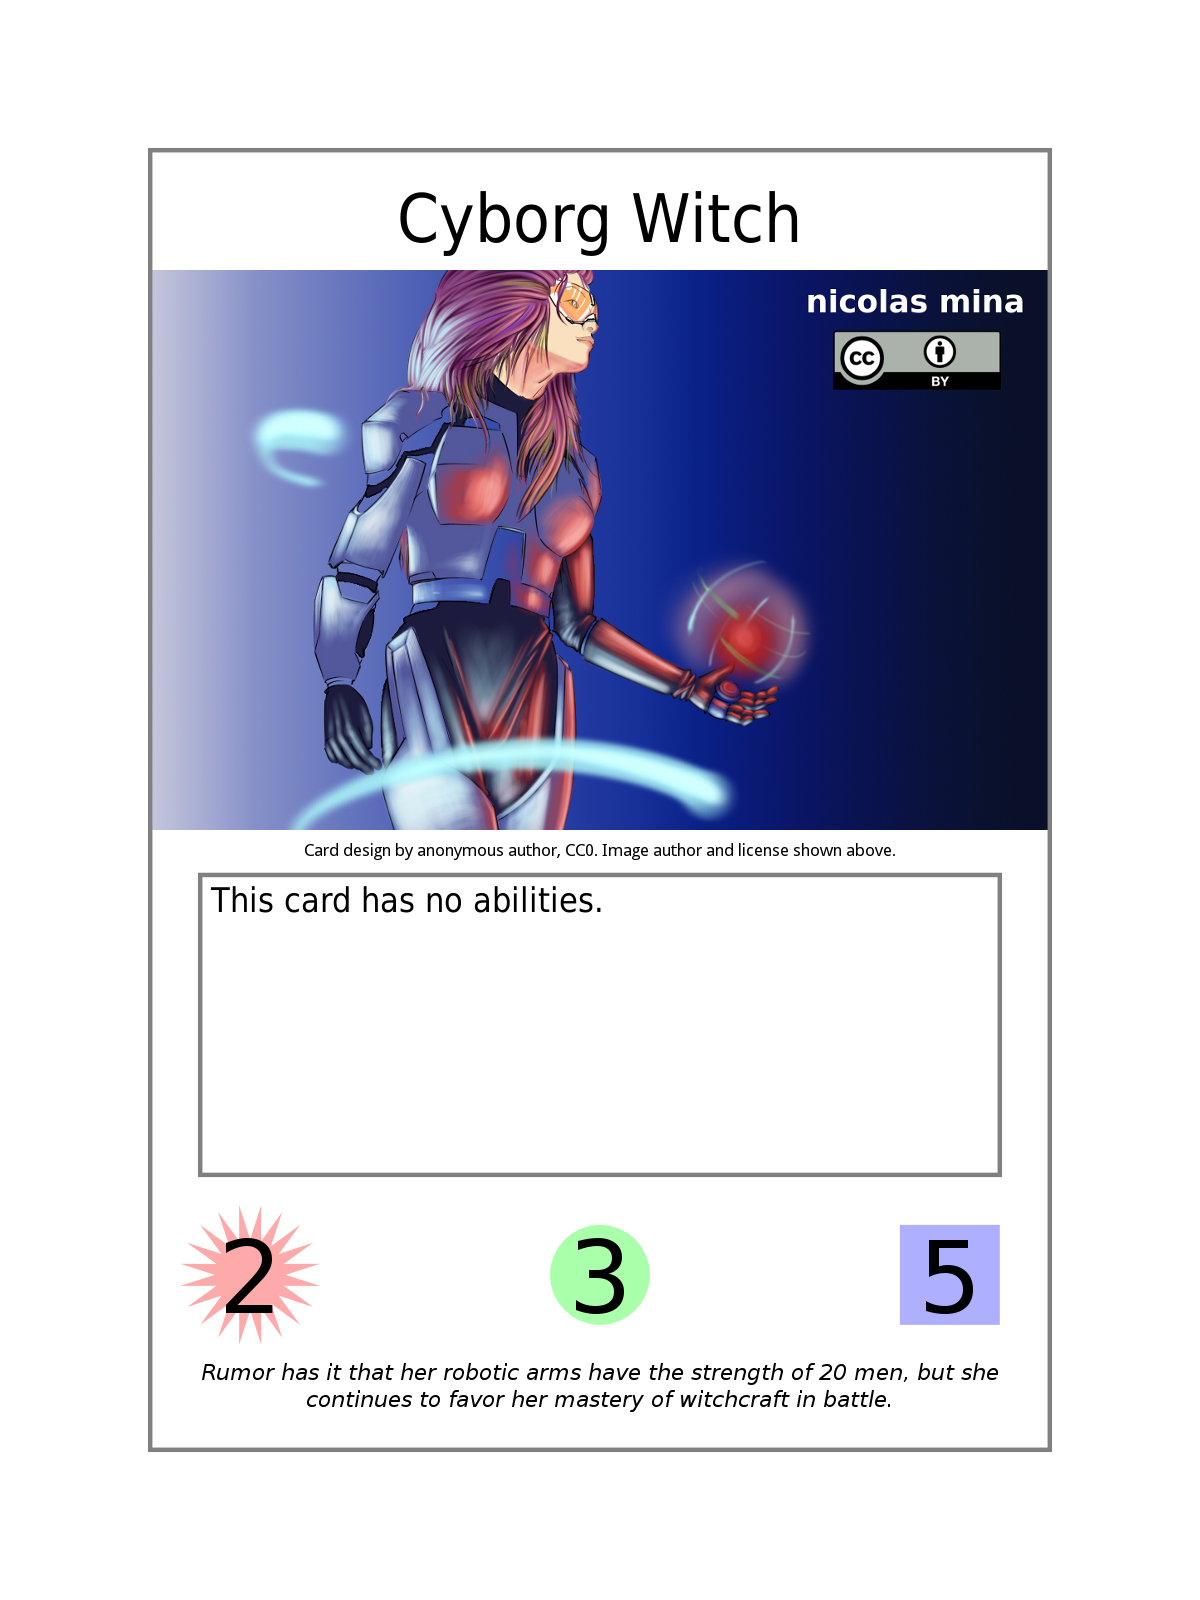 Cyborg Witch
nicolas mina
cc
BY
Card design by anonymous author, CC0. Image author and license shown above.
This card has no abilities.
2
3
5
Rumor has it that her robotic arms have the strength of 20 men, but she
continues to favor her mastery of witchcraft in battle.